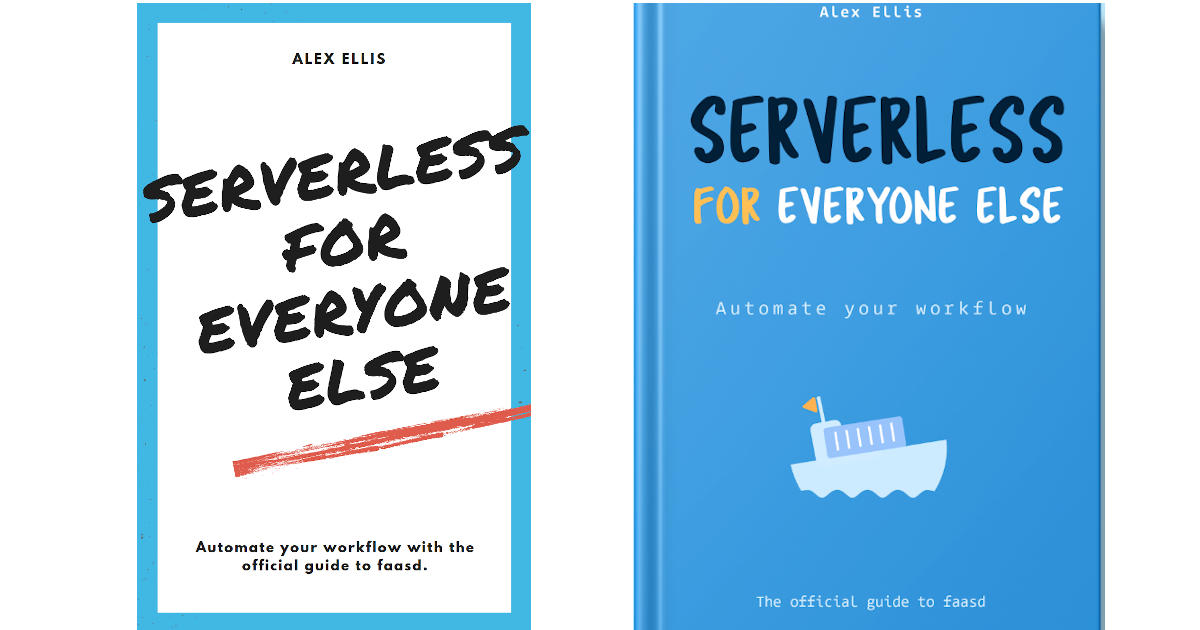 ALEX ELLIS
SERVERLESS
FOR
EVERYONE
ELSE
Automate your workflow with the
official guide to faasd.
Alex Ellis
SERVERLESS
FOR EVERYONE ELSE
Automate your workflow
The official guide to faasd